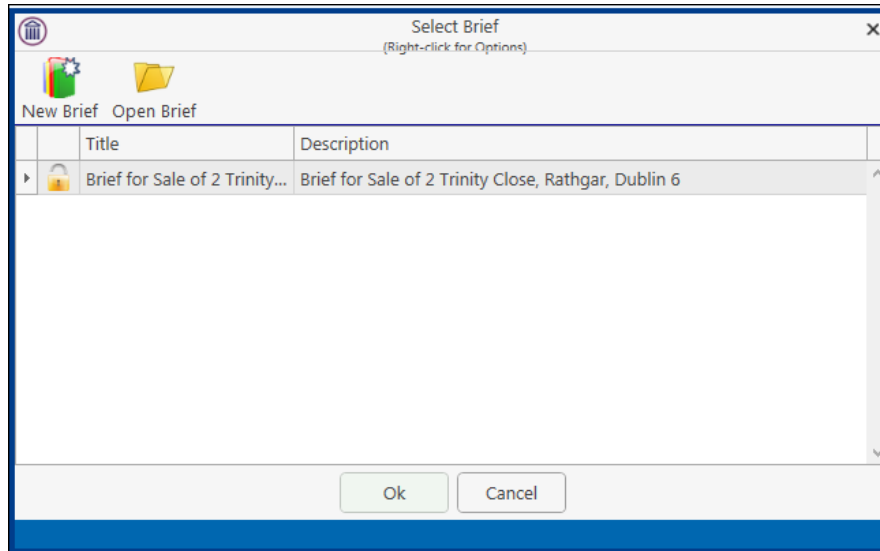 Select Brief
(Right-click for Options)
New Brief Open Brief
Title Description
Brief for Sale of 2 Trinity... Brief for Sale of 2 Trinity Close, Rathgar, Dublin 6
Ok Cancel